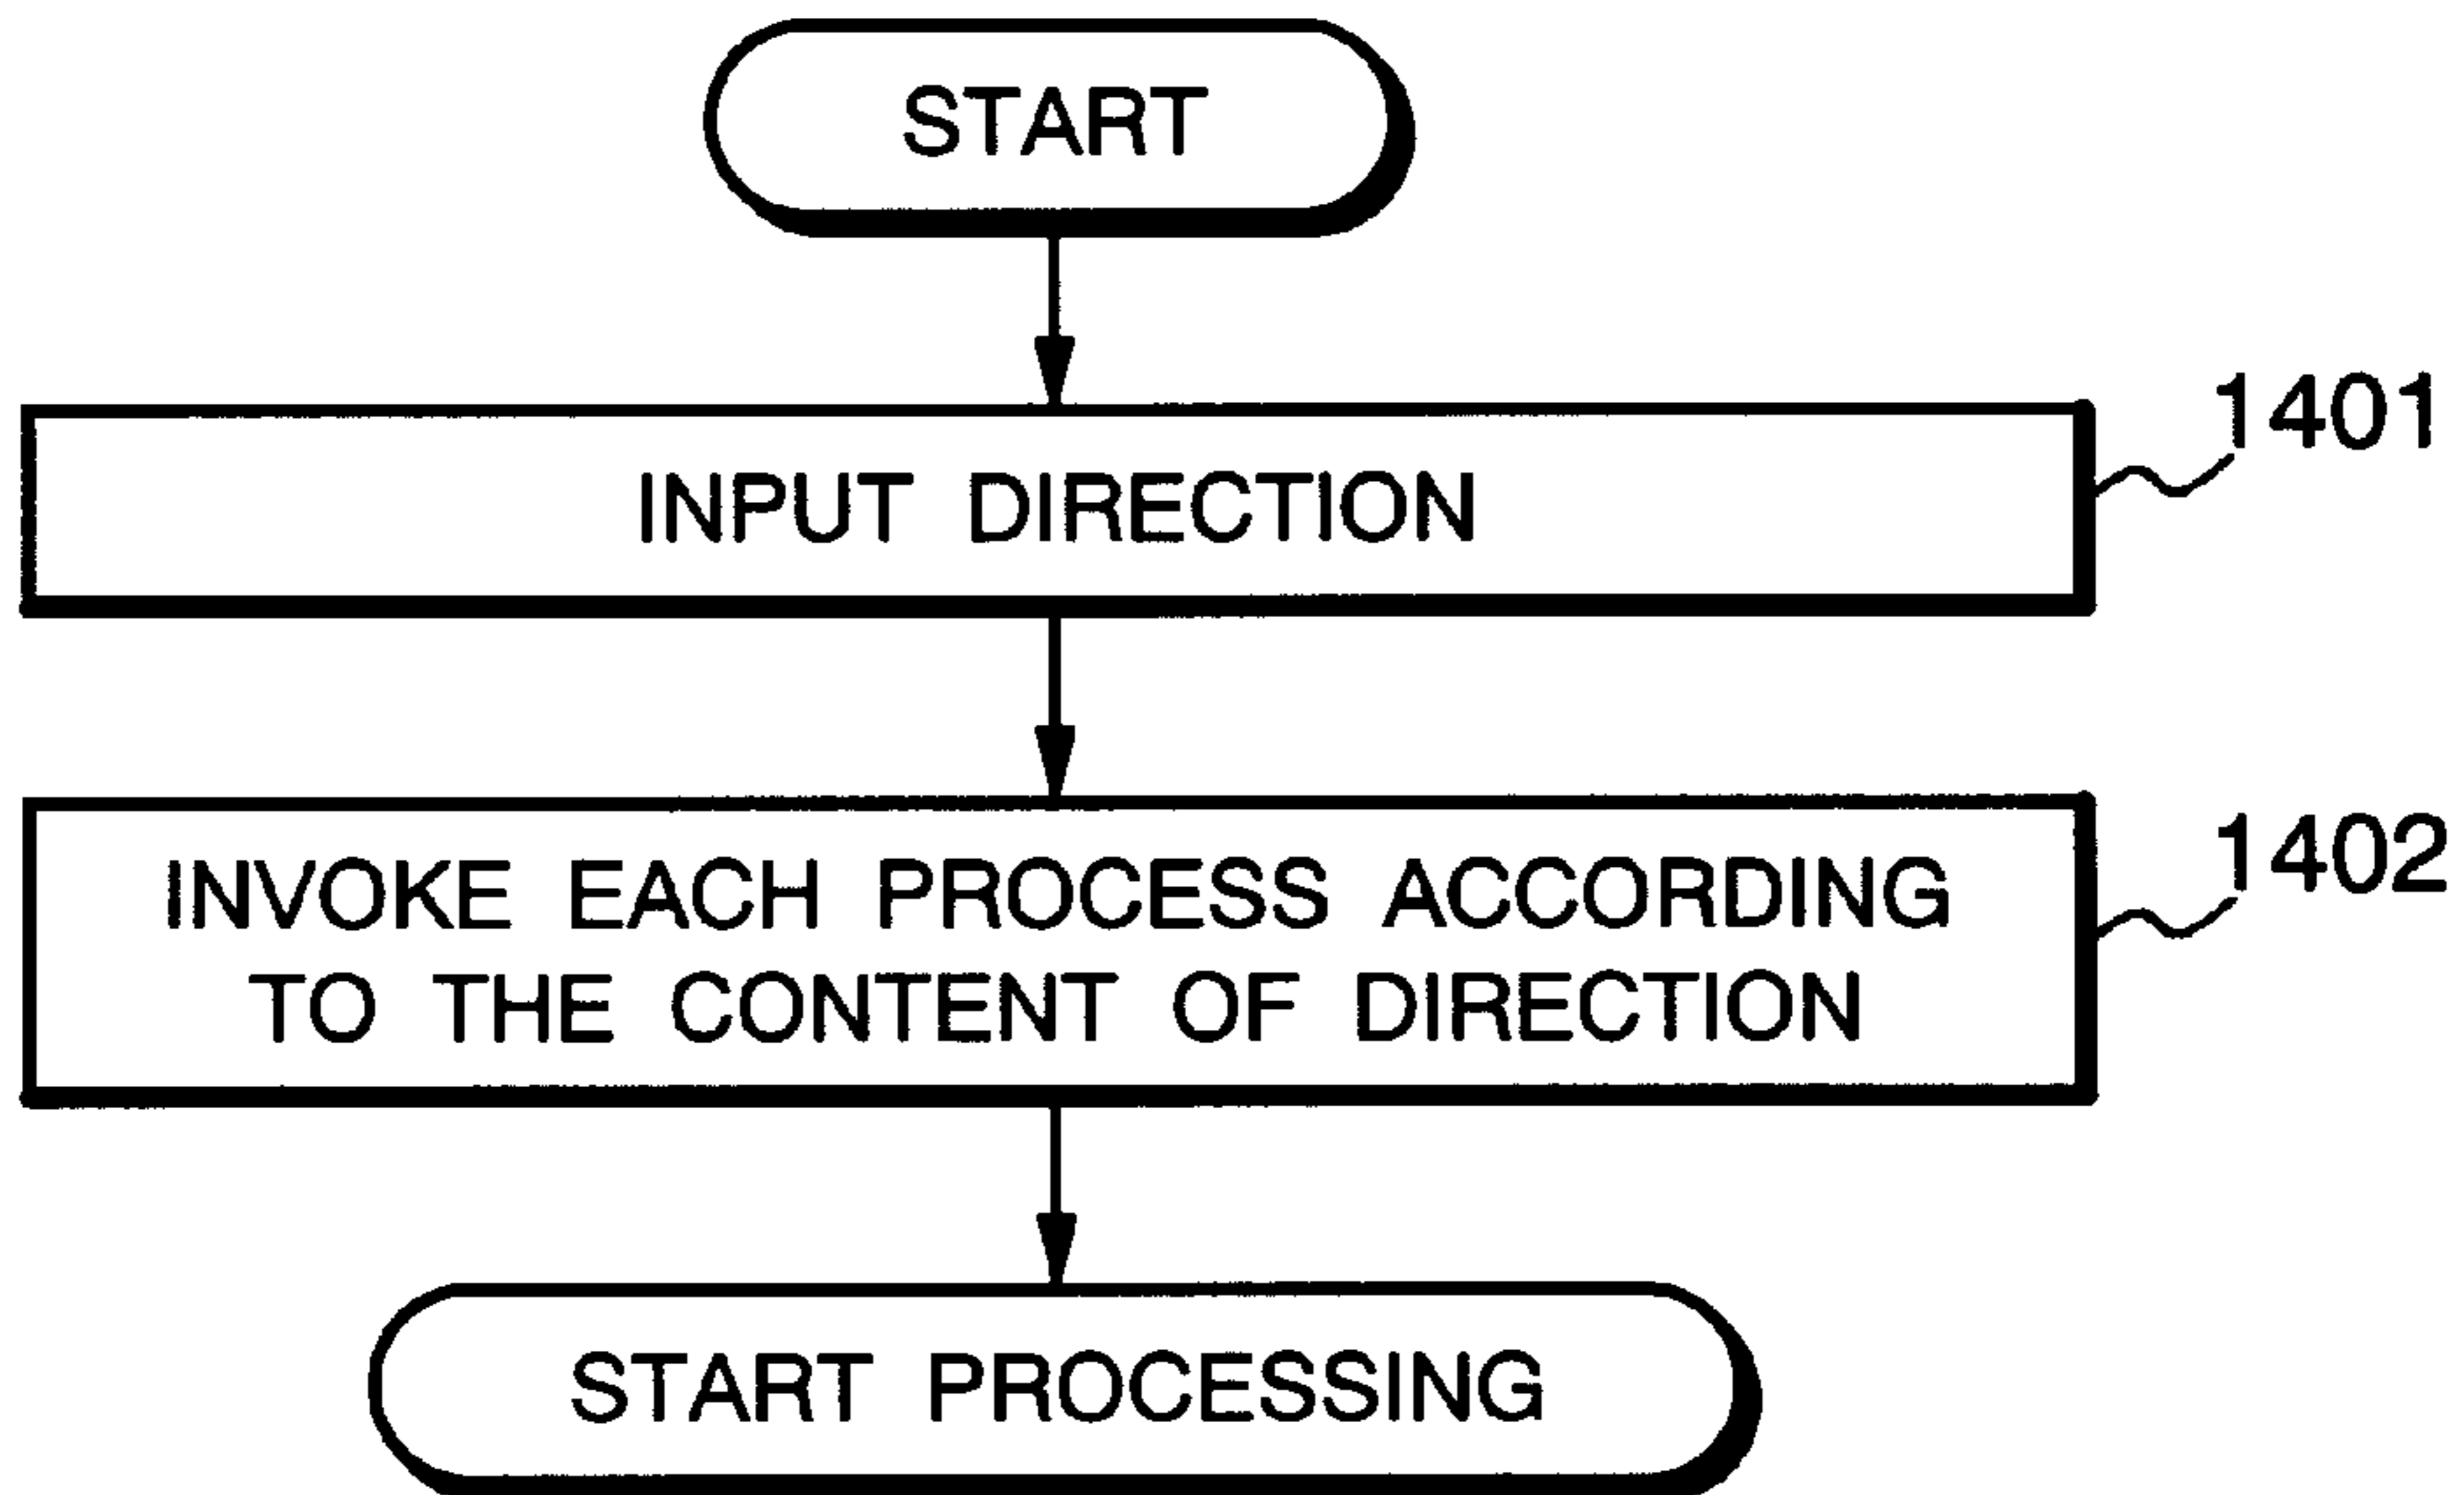 START
1401
INPUT DIRECTION
1402
INVOKE EACH PROCESS ACCORDING
TO THE CONTENT OF DIRECTION
START PROCESSING